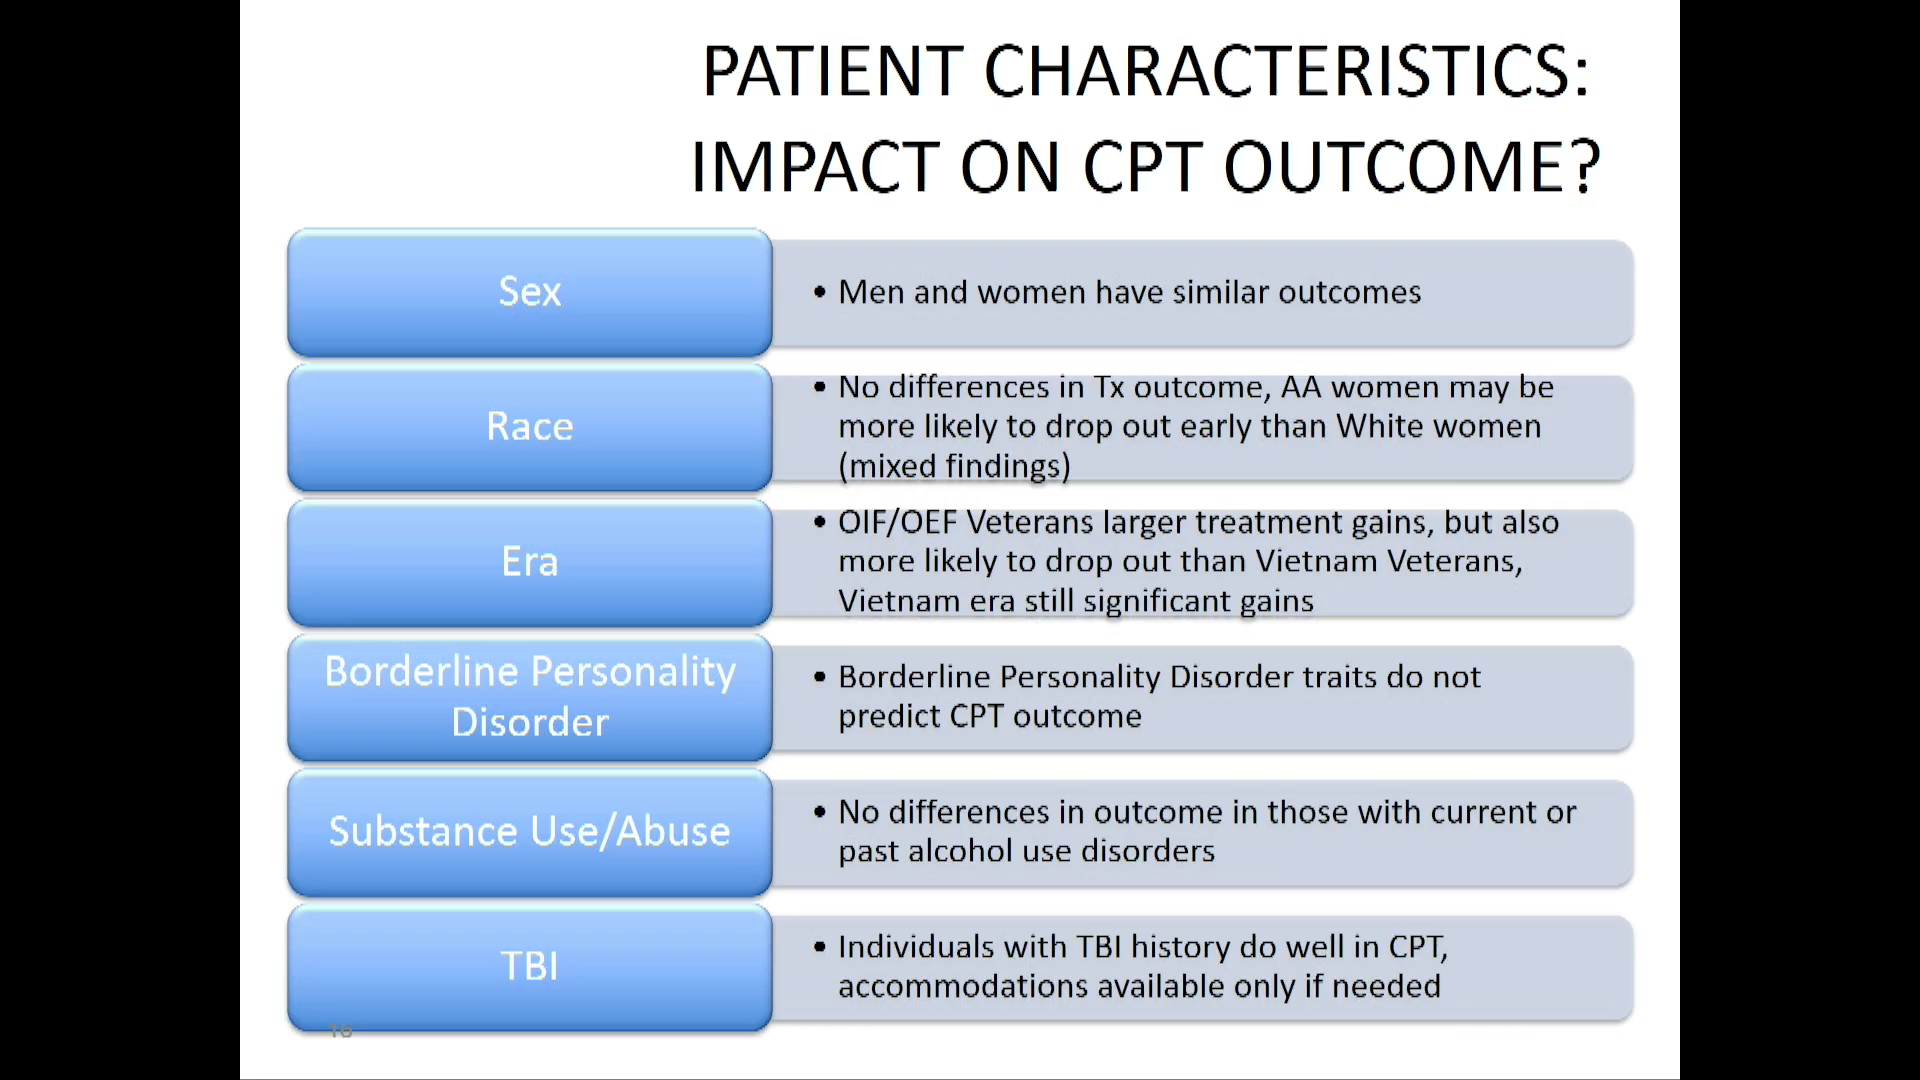 PATIENT CHARACTERISTICS:
IMPACT ON CPT OUTCOME?
Sex
• Men and women have similar outcomes
Race
• No differences in Tx outcome, AA women may be
more likely to drop out early than White women
(mixed findings)
Era
• OIF/OEF Veterans larger treatment gains, but also
more likely to drop out than Vietnam Veterans,
Vietnam era still significant gains
Borderline Personality
Disorder
• Borderline Personality Disorder traits do not
predict CPT outcome
Substance Use/Abuse
• No differences in outcome in those with current or
past alcohol use disorders
TBI
• Individuals with TBI history do well in CPT,
accommodations available only if needed